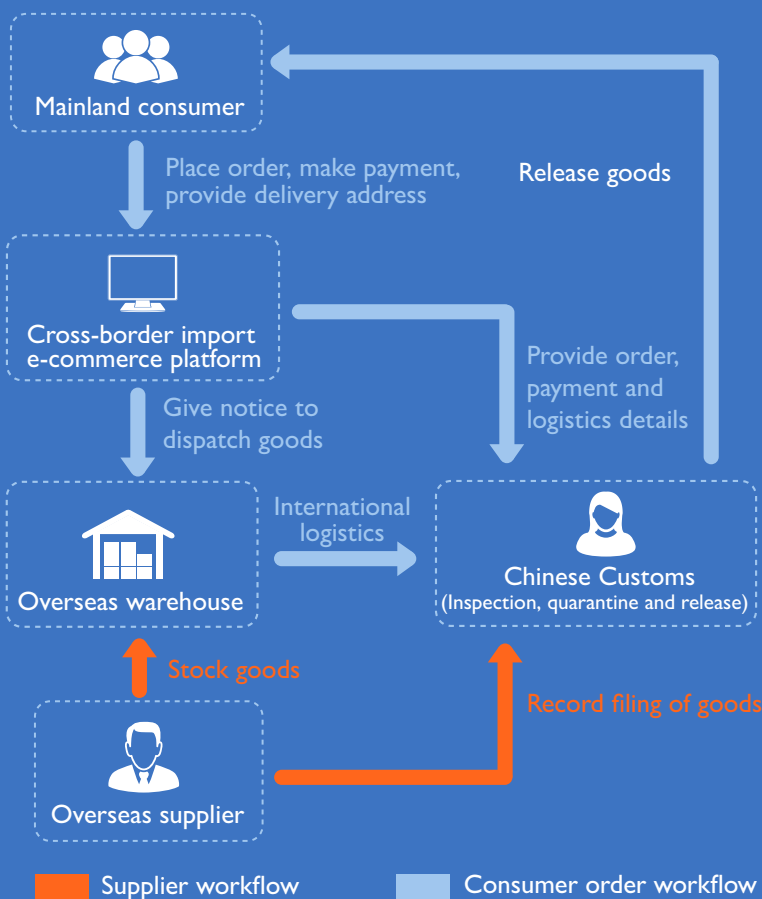 Mainland consumer
Place order, make payment,
provide delivery address
Release goods
Cross-border import
e-commerce platform
Provide order,
payment and
logistics details
Give notice to
dispatch goods
International
logistics
Overseas warehouse
Chinese Customs
(Inspection, quarantine and release)
Stock goods
Record filing of goods
Overseas supplier
Supplier workflow
Consumer order workflow